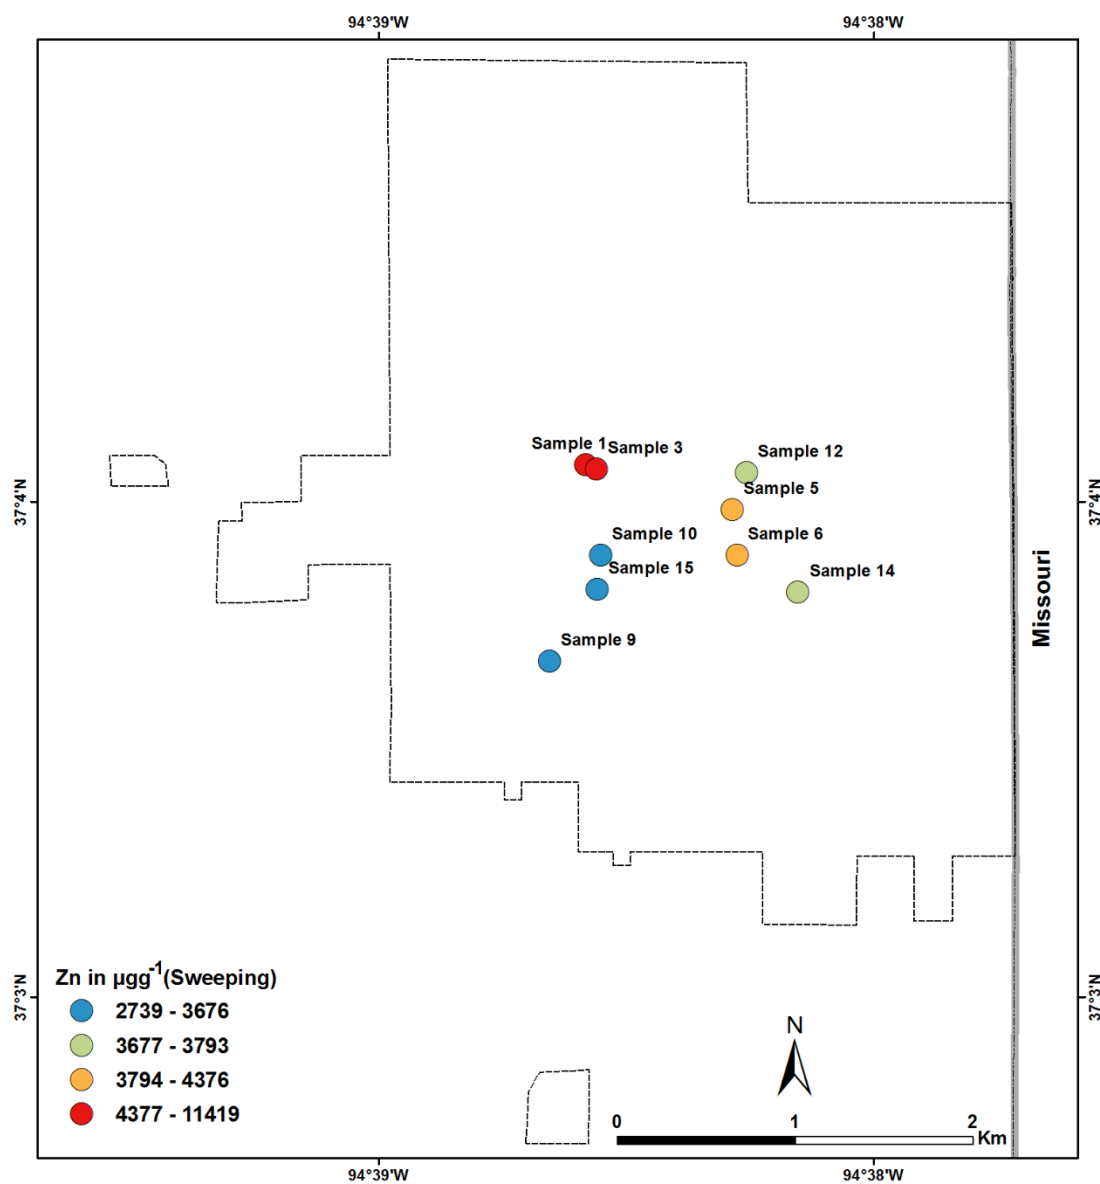 94°39'W
94°38'W
Sample 1
Sample 3
Sample 12
37°4'N
Sample 5
37°4'N
Sample 10
Sample 6
Sample 15
Sample 14
Missouri
Sample 9
Zn in µgg⁻¹(Sweeping)
2739 - 3676
3677 - 3793
3794 - 4376
4377 - 11419
37°3'N
37°3'N
N
0
1
2
Km
94°39'W
94°38'W